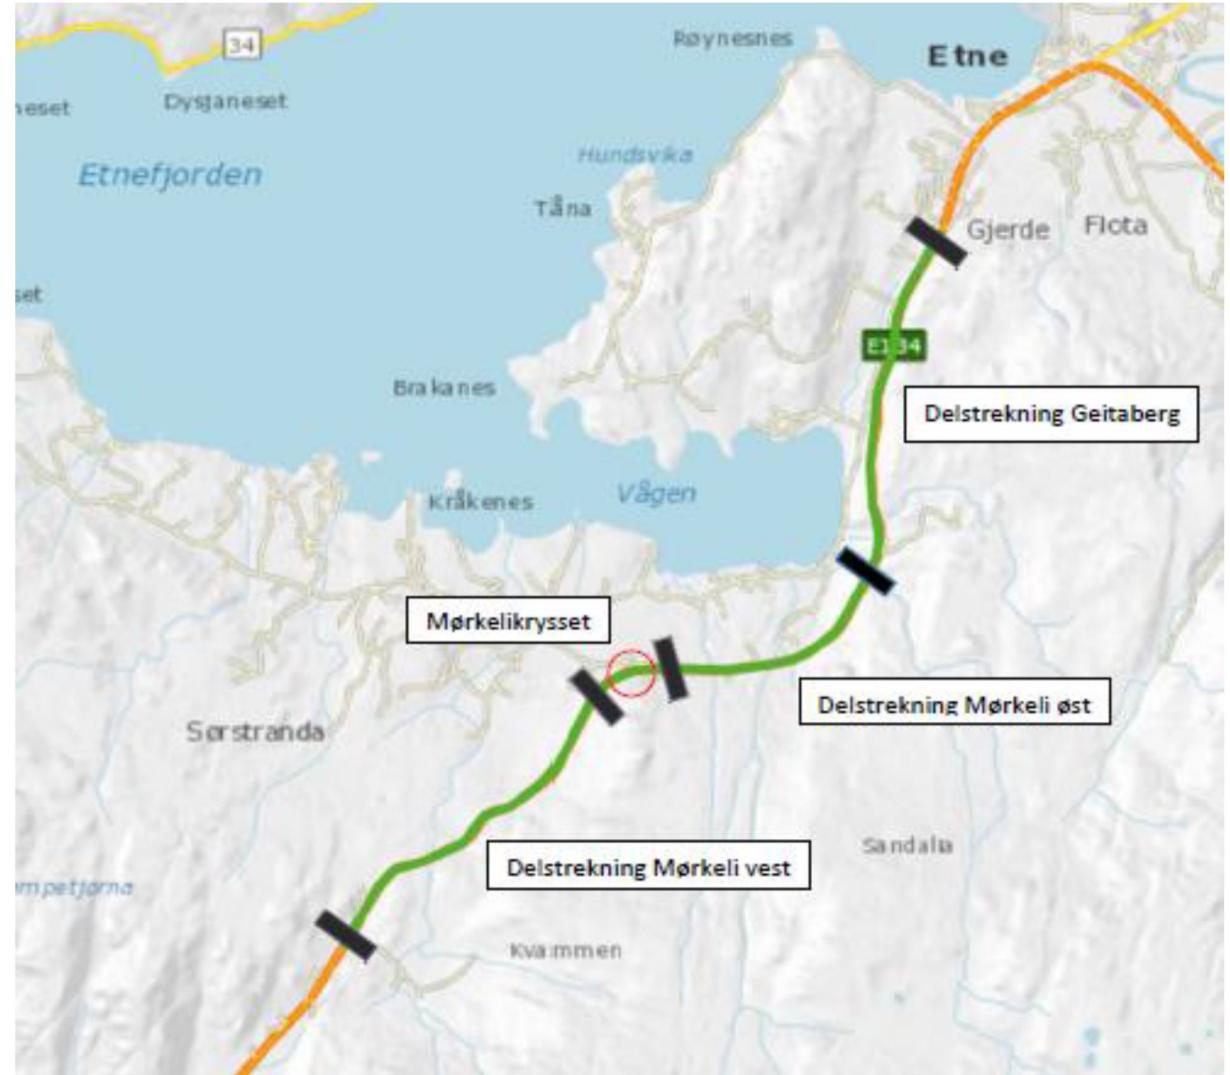 34
Røynesnes
Etne
neset
Dysjaneset
Hundsvika
Etnefjorden
Tåna
Gjerde
Flota
set
E134
Brakanes
Delstrekning Geitaberg
Vågen
Kråkenes
Mørkelikrysset
Delstrekning Mørkeli øst
Sørstranda
Sandalia
Delstrekning Mørkeli vest
mpetjørna
Kvammen